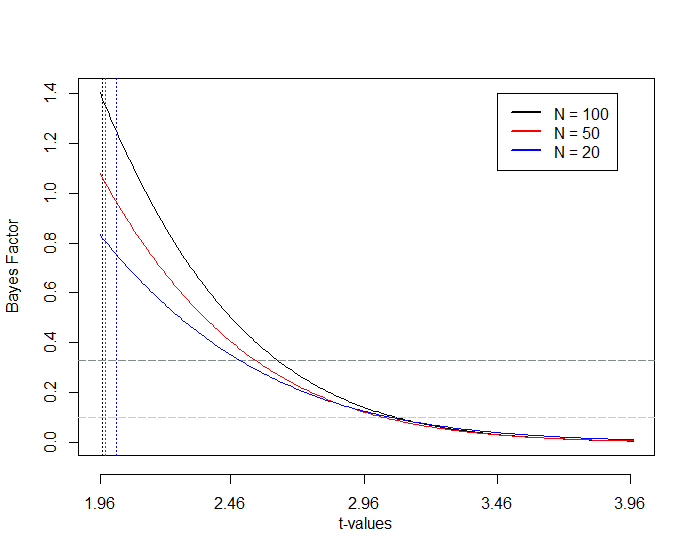 1.4
1.2
1.0
0.8
0.6
0.4
0.2
0.0
Bayes Factor
N = 100
N = 50
N = 20
1.96
2.46
2.96
3.46
3.96
t-values